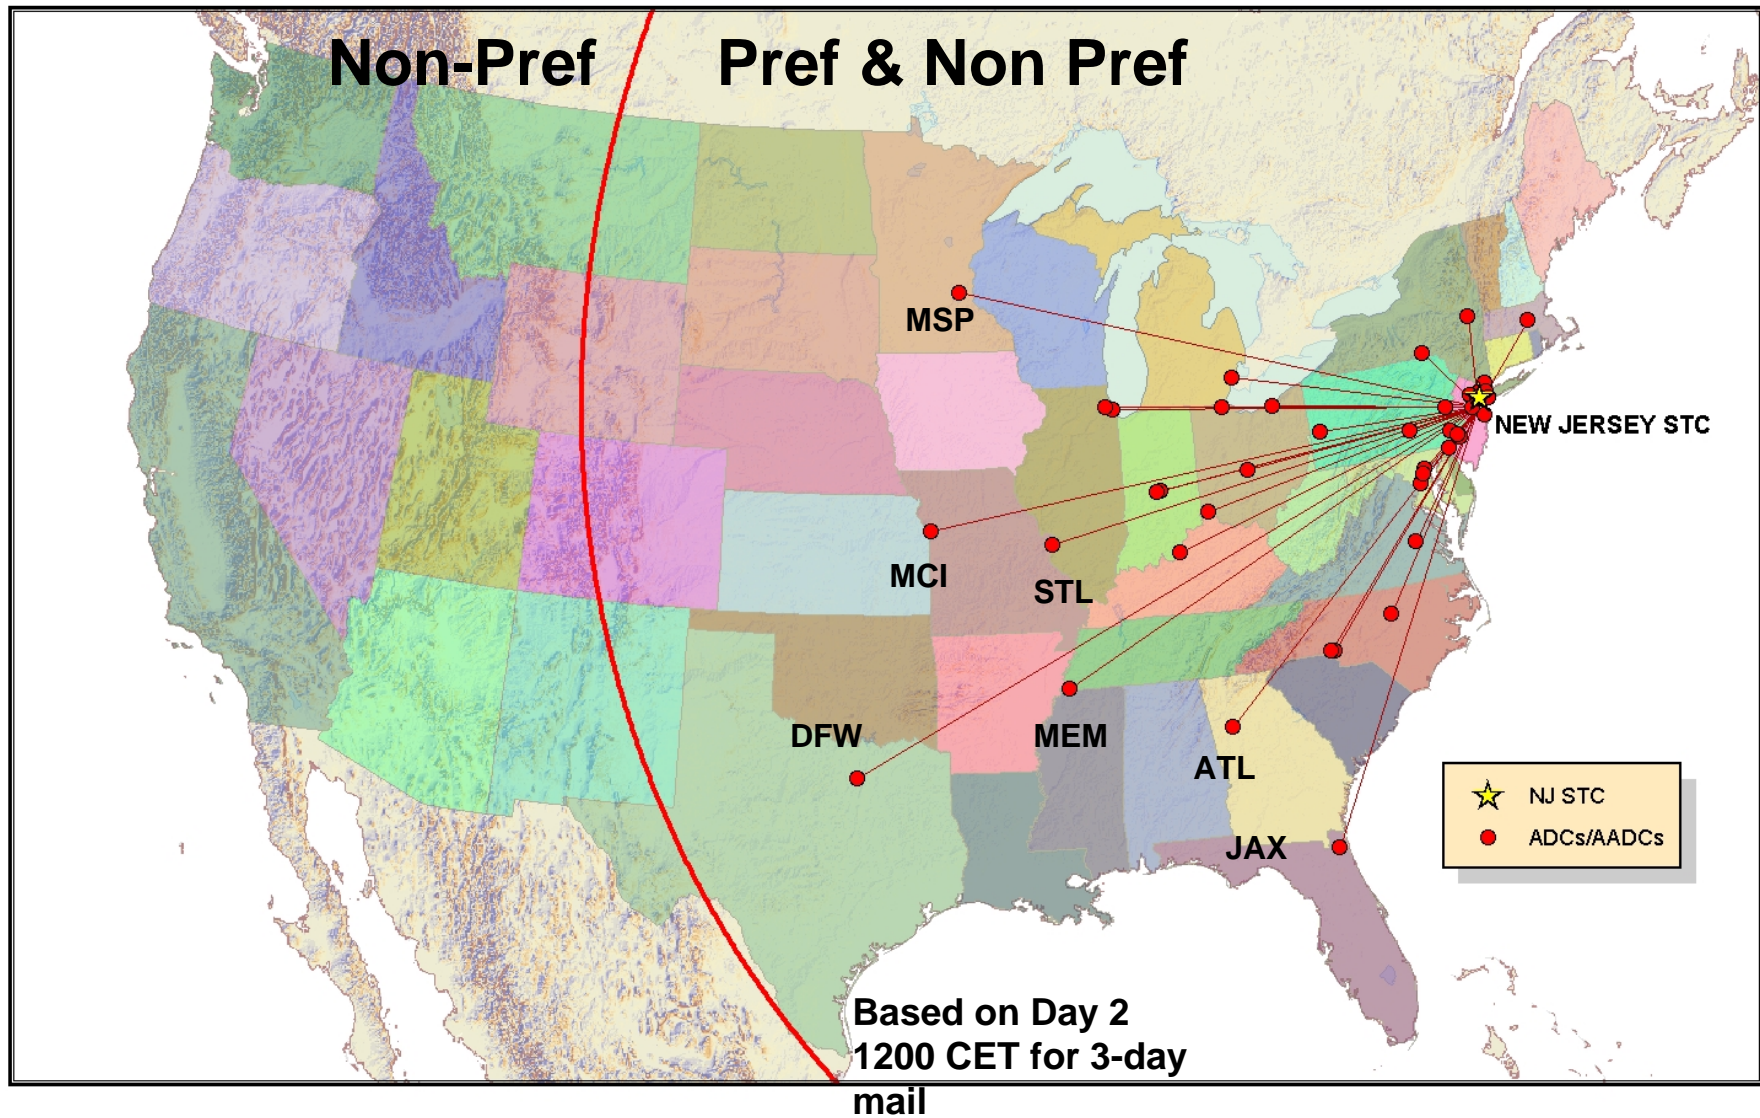 Non-Pref
Pref & Non Pref
MSP
NEW JERSEY STC
MCI
STL
DFW
MEM
ATL
JAX
NJ STC
ADCs/AADCs
Based on Day 2
1200 CET for 3-day
mail